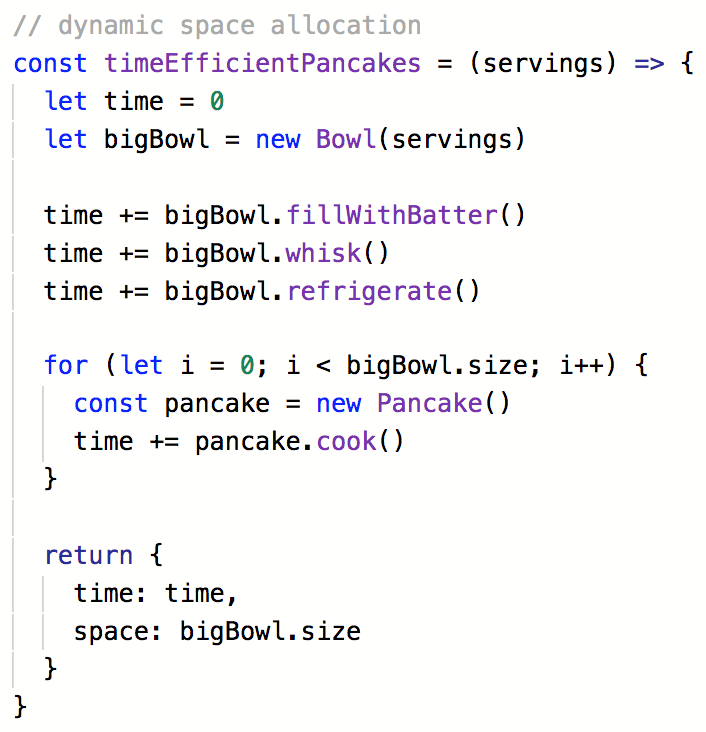 // dynamic space allocation
const timeEfficientPancakes = (servings) => {
  let time = 0
  let bigBowl = new Bowl(servings)

  time += bigBowl.fillWithBatter()
  time += bigBowl.whisk()
  time += bigBowl.refrigerate()

  for (let i = 0; i < bigBowl.size; i++) {
    const pancake = new Pancake()
    time += pancake.cook()
  }

  return {
    time: time,
    space: bigBowl.size
  }
}